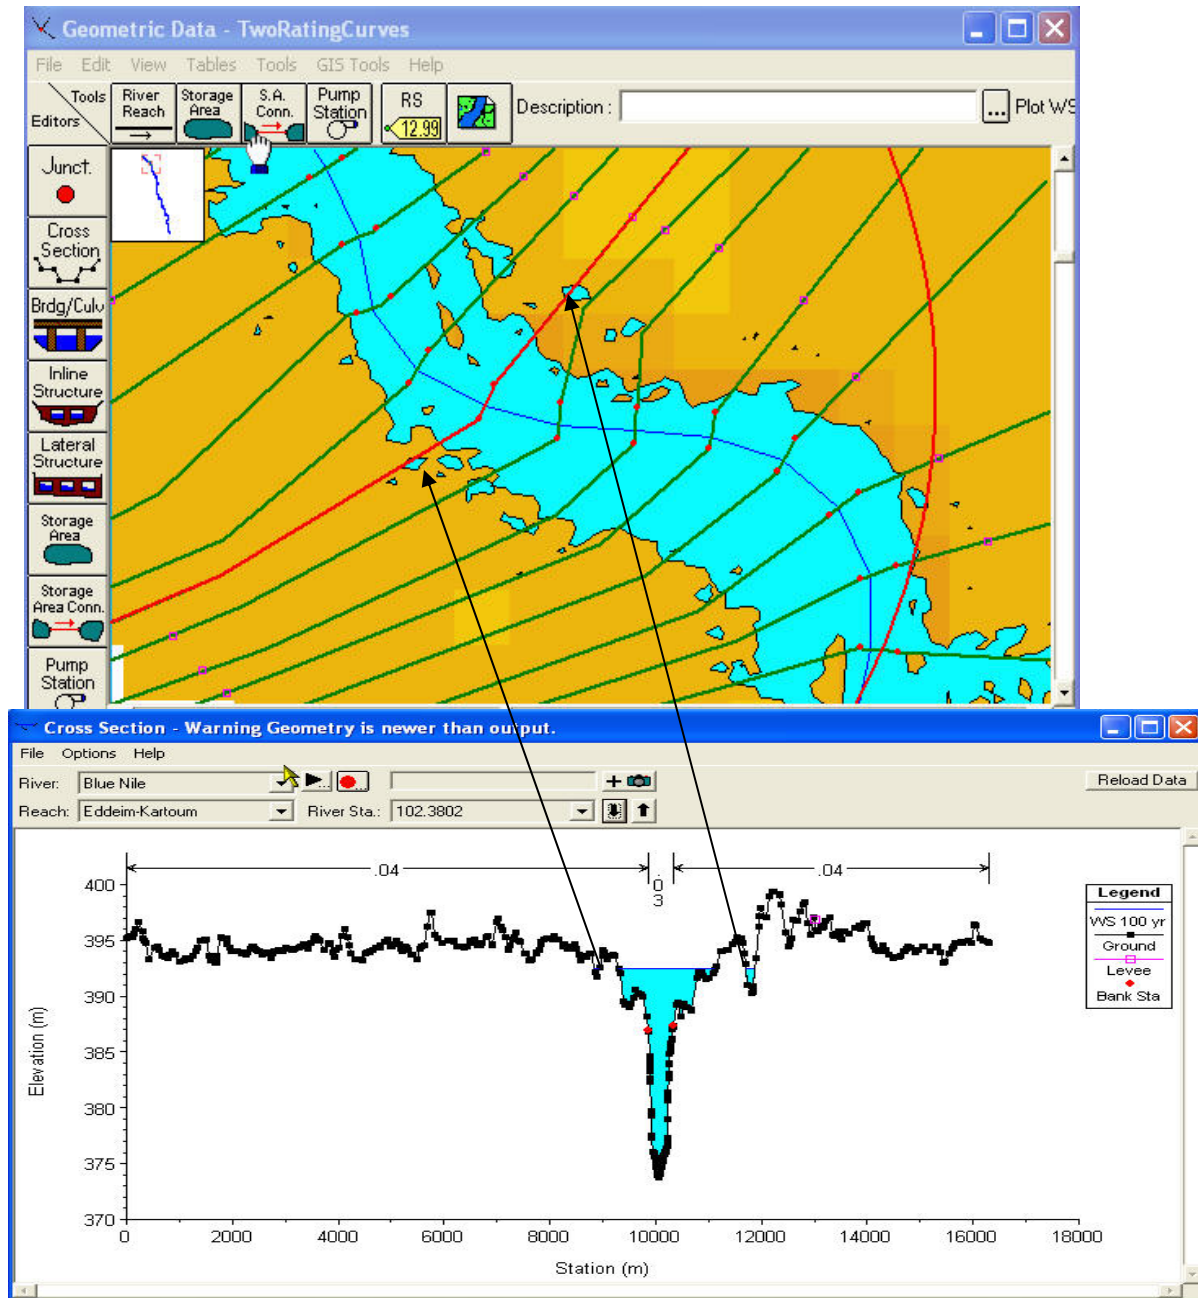 Geometric Data - TwoRatingCurves
File Edit View Tables Tools GIS Tools Help
Tools
Editors
River
Reach
Storage
Area
S.A.
Conn.
Pump
Station
RS
12.99
Description :
...
Plot WS
Junct.
Cross
Section
Brdg/Culv
Inline
Structure
Lateral
Structure
Storage
Area
Storage
Area Conn.
Pump
Station
Cross Section - Warning Geometry is newer than output.
File Options Help
River: Blue Nile
Reload Data
Reach: Eddeim-Kartoum River Sta.: 102.3802
.04
.03
.04
400
395
390
385
380
375
370
Elevation (m)
0 2000 4000 6000 8000 10000 12000 14000 16000 18000
Station (m)
Legend
WS 100 yr
Ground
Levee
Bank Sta